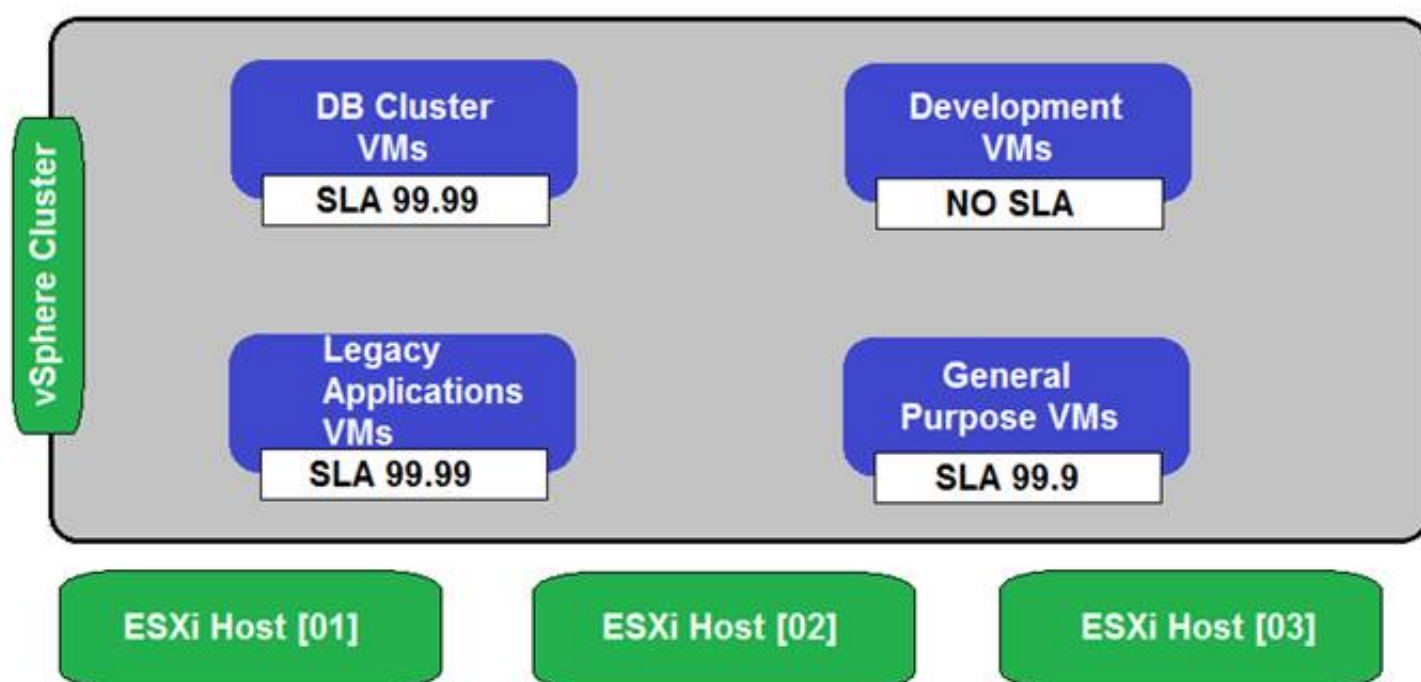 vSphere Cluster
DB Cluster
VMs
SLA 99.99
Development
VMs
NO SLA
Legacy
Applications
VMs
SLA 99.99
General
Purpose VMs
SLA 99.9
ESXi Host [01]
ESXi Host [02]
ESXi Host [03]